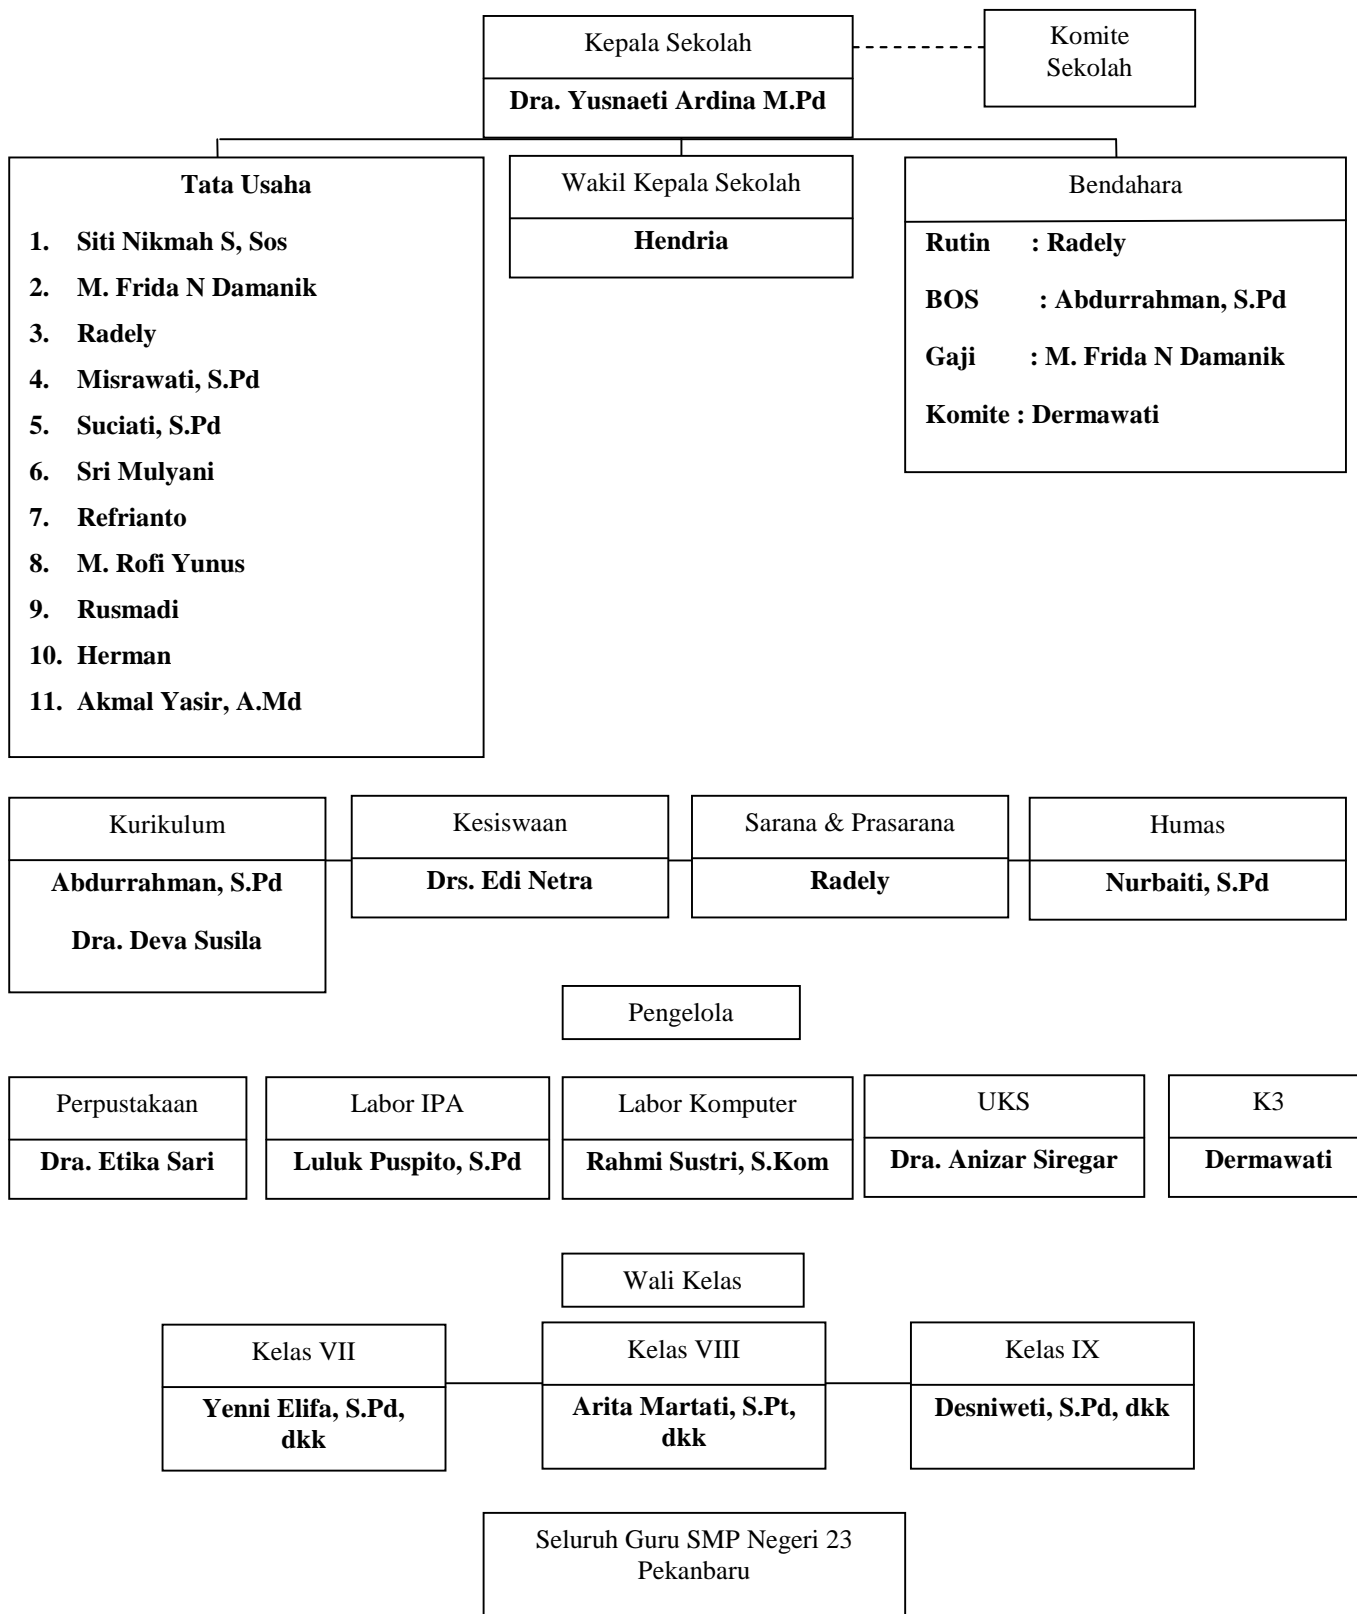 Kepala Sekolah
Komite
Sekolah
Dra. Yusnaeti Ardina M.Pd
Tata Usaha
1. Siti Nikmah S, Sos
2. M. Frida N Damanik
3. Radely
4. Misrawati, S.Pd
5. Suciati, S.Pd
6. Sri Mulyani
7. Refrianto
8. M. Rofi Yunus
9. Rusmadi
10. Herman
11. Akmal Yasir, A.Md
Wakil Kepala Sekolah
Hendria
Bendahara
Rutin : Radely
BOS : Abdurrahman, S.Pd
Gaji : M. Frida N Damanik
Komite : Dermawati
Kurikulum
Abdurrahman, S.Pd
Dra. Deva Susila
Kesiswaan
Drs. Edi Netra
Sarana & Prasarana
Radely
Humas
Nurbaiti, S.Pd
Pengelola
Perpustakaan
Dra. Etika Sari
Labor IPA
Luluk Puspito, S.Pd
Labor Komputer
Rahmi Sustri, S.Kom
UKS
Dra. Anizar Siregar
K3
Dermawati
Wali Kelas
Kelas VII
Yenni Elifa, S.Pd,
dkk
Kelas VIII
Arita Martati, S.Pt,
dkk
Kelas IX
Desniweti, S.Pd, dkk
Seluruh Guru SMP Negeri 23
Pekanbaru